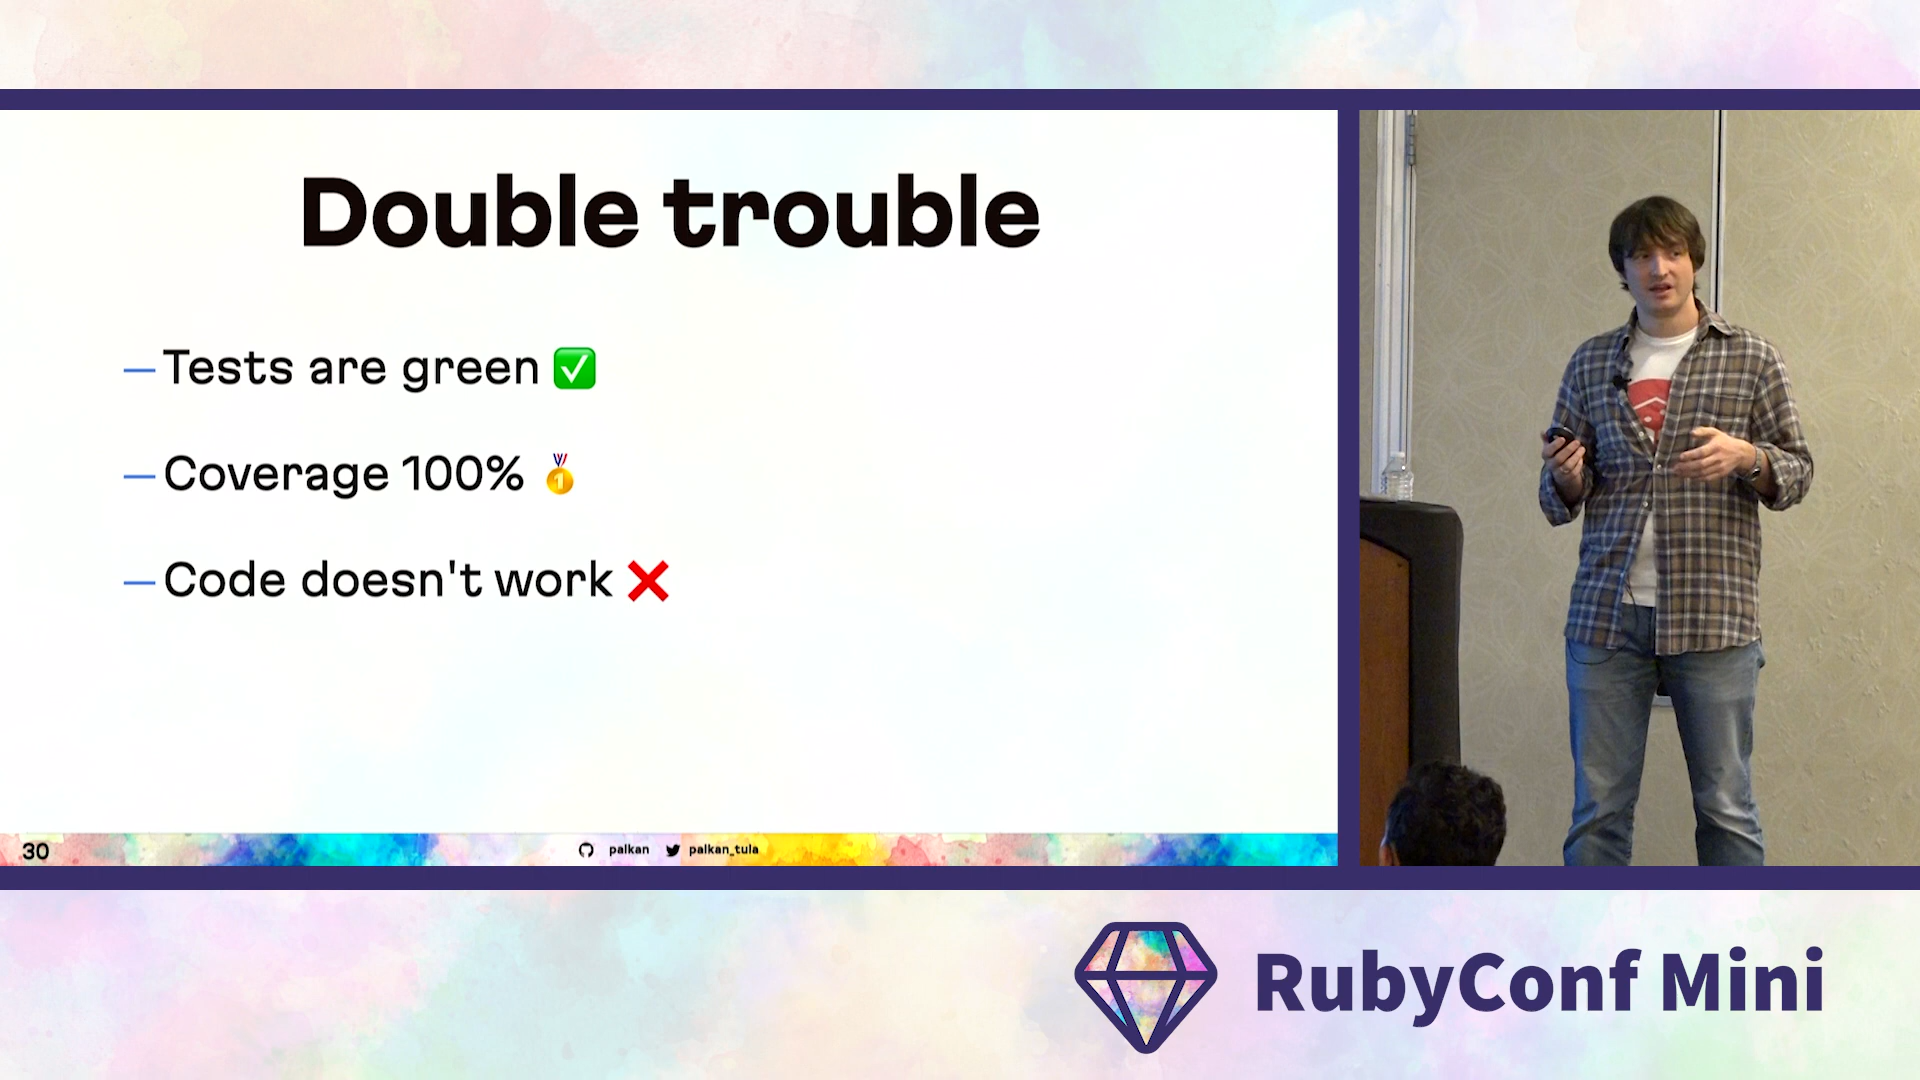 Double trouble
— Tests are green ✅
— Coverage 100% 🥇
— Code doesn't work ❌
30
palkan palkan_tula
RubyConf Mini